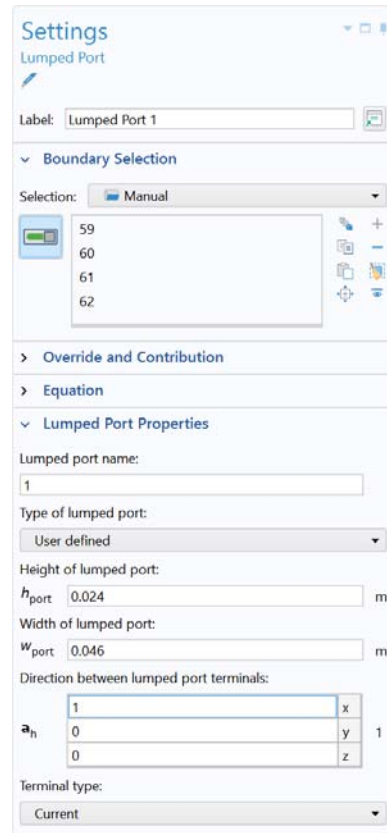 Settings
Lumped Port
Label: Lumped Port 1
Boundary Selection
Selection: Manual
59
60
61
62
Override and Contribution
Equation
Lumped Port Properties
Lumped port name:
1
Type of lumped port:
User defined
Height of lumped port:
hport 0.024 m
Width of lumped port:
wport 0.046 m
Direction between lumped port terminals:
1 x
ah 0 y 1
0 z
Terminal type:
Current